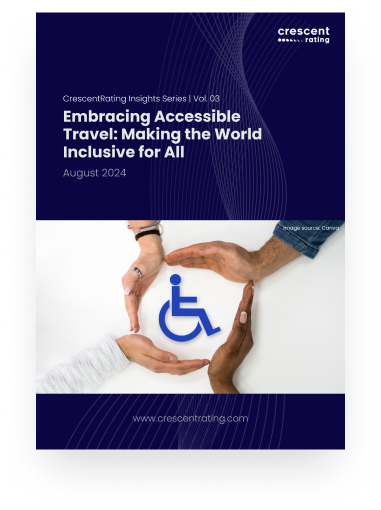 crescent
rating
CrescentRating Insights Series | Vol. 03
Embracing Accessible
Travel: Making the World
Inclusive for All
August 2024
Image source: Canva
www.crescentrating.com